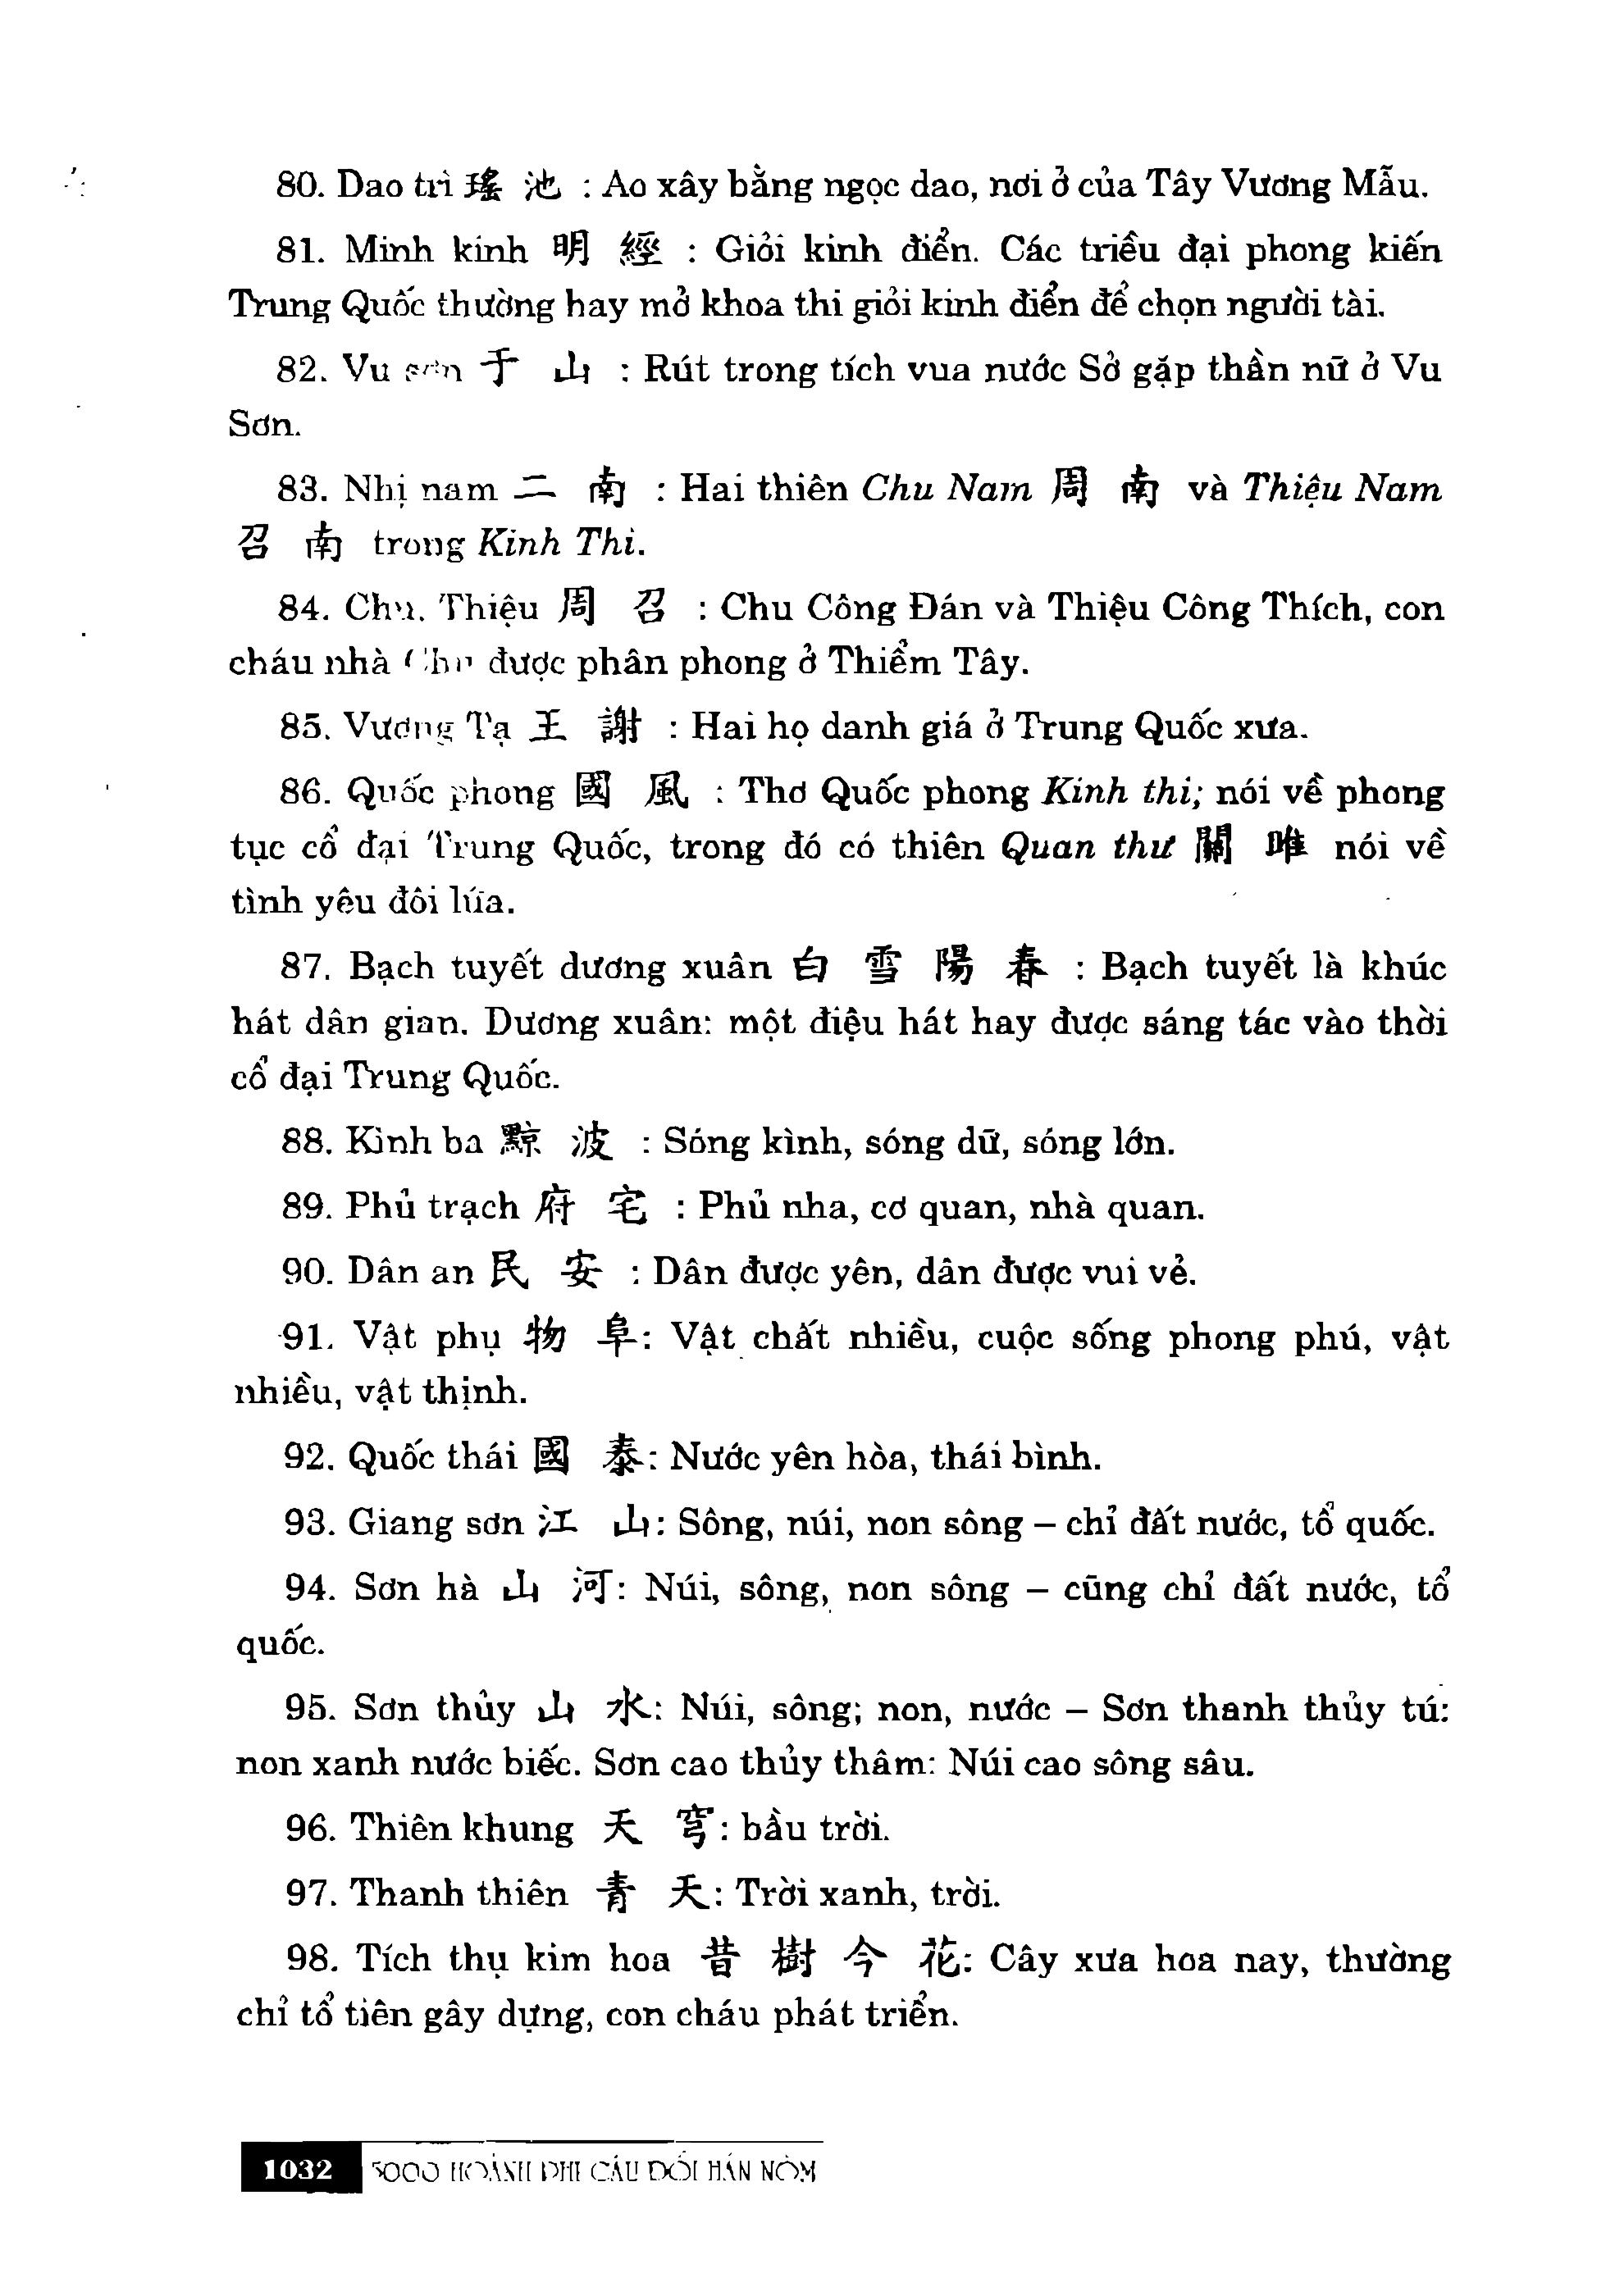 80. Dao trì 瑤 池 : Ao xây bằng ngọc dao, nơi ở của Tây Vương Mẫu.
81. Minh kinh 明 經 : Giỏi kinh điển. Các triều đại phong kiến
Trung Quốc thường hay mở khoa thi giỏi kinh điển để chọn người tài.
82. Vu sơn 于 山 : Rút trong tích vua nước Sở gặp thần nữ ở Vu
Sơn.
83. Nhị nam 二 南 : Hai thiên Chu Nam 周 南 và Thiệu Nam
召 南 trong Kinh Thi.
84. Chu, Thiệu 周 召 : Chu Công Đán và Thiệu Công Thích, con
cháu nhà Chu được phân phong ở Thiểm Tây.
85. Vương Tạ 王 謝 : Hai họ danh giá ở Trung Quốc xưa.
86. Quốc phong 國 風 : Thơ Quốc phong Kinh thi; nói về phong
tục cổ đại Trung Quốc, trong đó có thiên Quan thư 關 唯 nói về
tình yêu đôi lứa.
87. Bạch tuyết dương xuân 白 雪 陽 春 : Bạch tuyết là khúc
hát dân gian. Dương xuân: một điệu hát hay được sáng tác vào thời
cổ đại Trung Quốc.
88. Kình ba 黥 波 : Sóng kình, sóng dữ, sóng lớn.
89. Phủ trạch 府 宅 : Phủ nha, cơ quan, nhà quan.
90. Dân an 民 安 : Dân được yên, dân được vui vẻ.
91. Vật phụ 物 阜: Vật chất nhiều, cuộc sống phong phú, vật
nhiều, vật thịnh.
92. Quốc thái 國 泰: Nước yên hòa, thái bình.
93. Giang sơn 江 山: Sông, núi, non sông – chỉ đất nước, tổ quốc.
94. Sơn hà 山 河: Núi, sông, non sông – cũng chỉ đất nước, tổ
quốc.
95. Sơn thủy 山 水: Núi, sông; non, nước – Sơn thanh thủy tú:
non xanh nước biếc. Sơn cao thủy thâm: Núi cao sông sâu.
96. Thiên khung 天 穹: bầu trời.
97. Thanh thiên 青 天: Trời xanh, trời.
98. Tích thụ kim hoa 昔 樹 今 花: Cây xưa hoa nay, thường
chỉ tổ tiên gây dựng, con cháu phát triển.
1032 5000 HOÀNH PHI CÂU ĐỐI HÁN NÔM